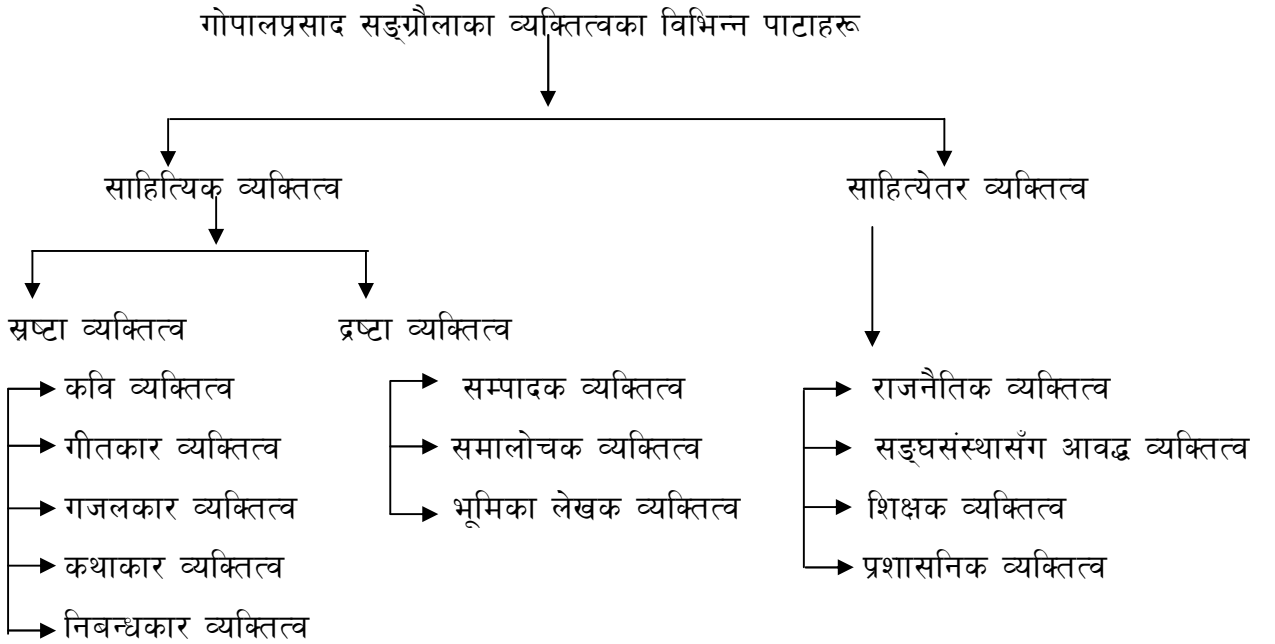 गोपालप्रसाद सङ्ग्रौलाका व्यक्तित्वका विभिन्न पाटाहरू
साहित्यिक व्यक्तित्व
साहित्येतर व्यक्तित्व
स्रष्टा व्यक्तित्व
द्रष्टा व्यक्तित्व
कवि व्यक्तित्व
गीतकार व्यक्तित्व
गजलकार व्यक्तित्व
कथाकार व्यक्तित्व
निबन्धकार व्यक्तित्व
सम्पादक व्यक्तित्व
समालोचक व्यक्तित्व
भूमिका लेखक व्यक्तित्व
राजनैतिक व्यक्तित्व
सङ्घसंस्थासँग आवद्ध व्यक्तित्व
शिक्षक व्यक्तित्व
प्रशासनिक व्यक्तित्व